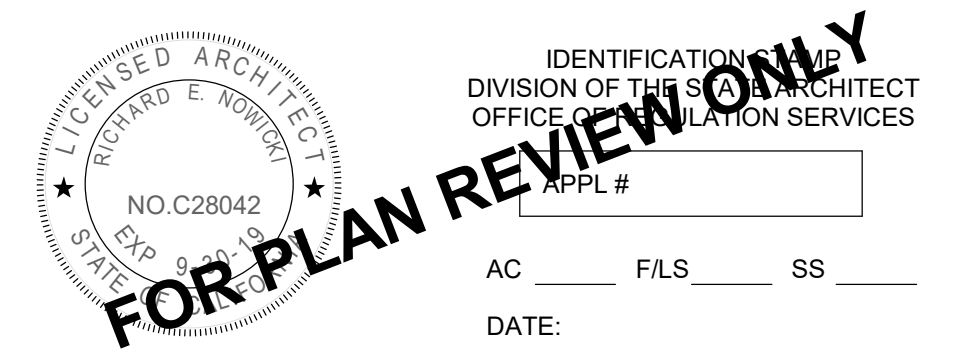 LICENSED ARCHITECT
RICHARD E. NOWICKI
NO.C28042
EXP 9-30-19
STATE OF CALIFORNIA
IDENTIFICATION STAMP
DIVISION OF THE STATE ARCHITECT
OFFICE OF REGULATION SERVICES
APPL #
AC F/LS SS
DATE:
FOR PLAN REVIEW ONLY